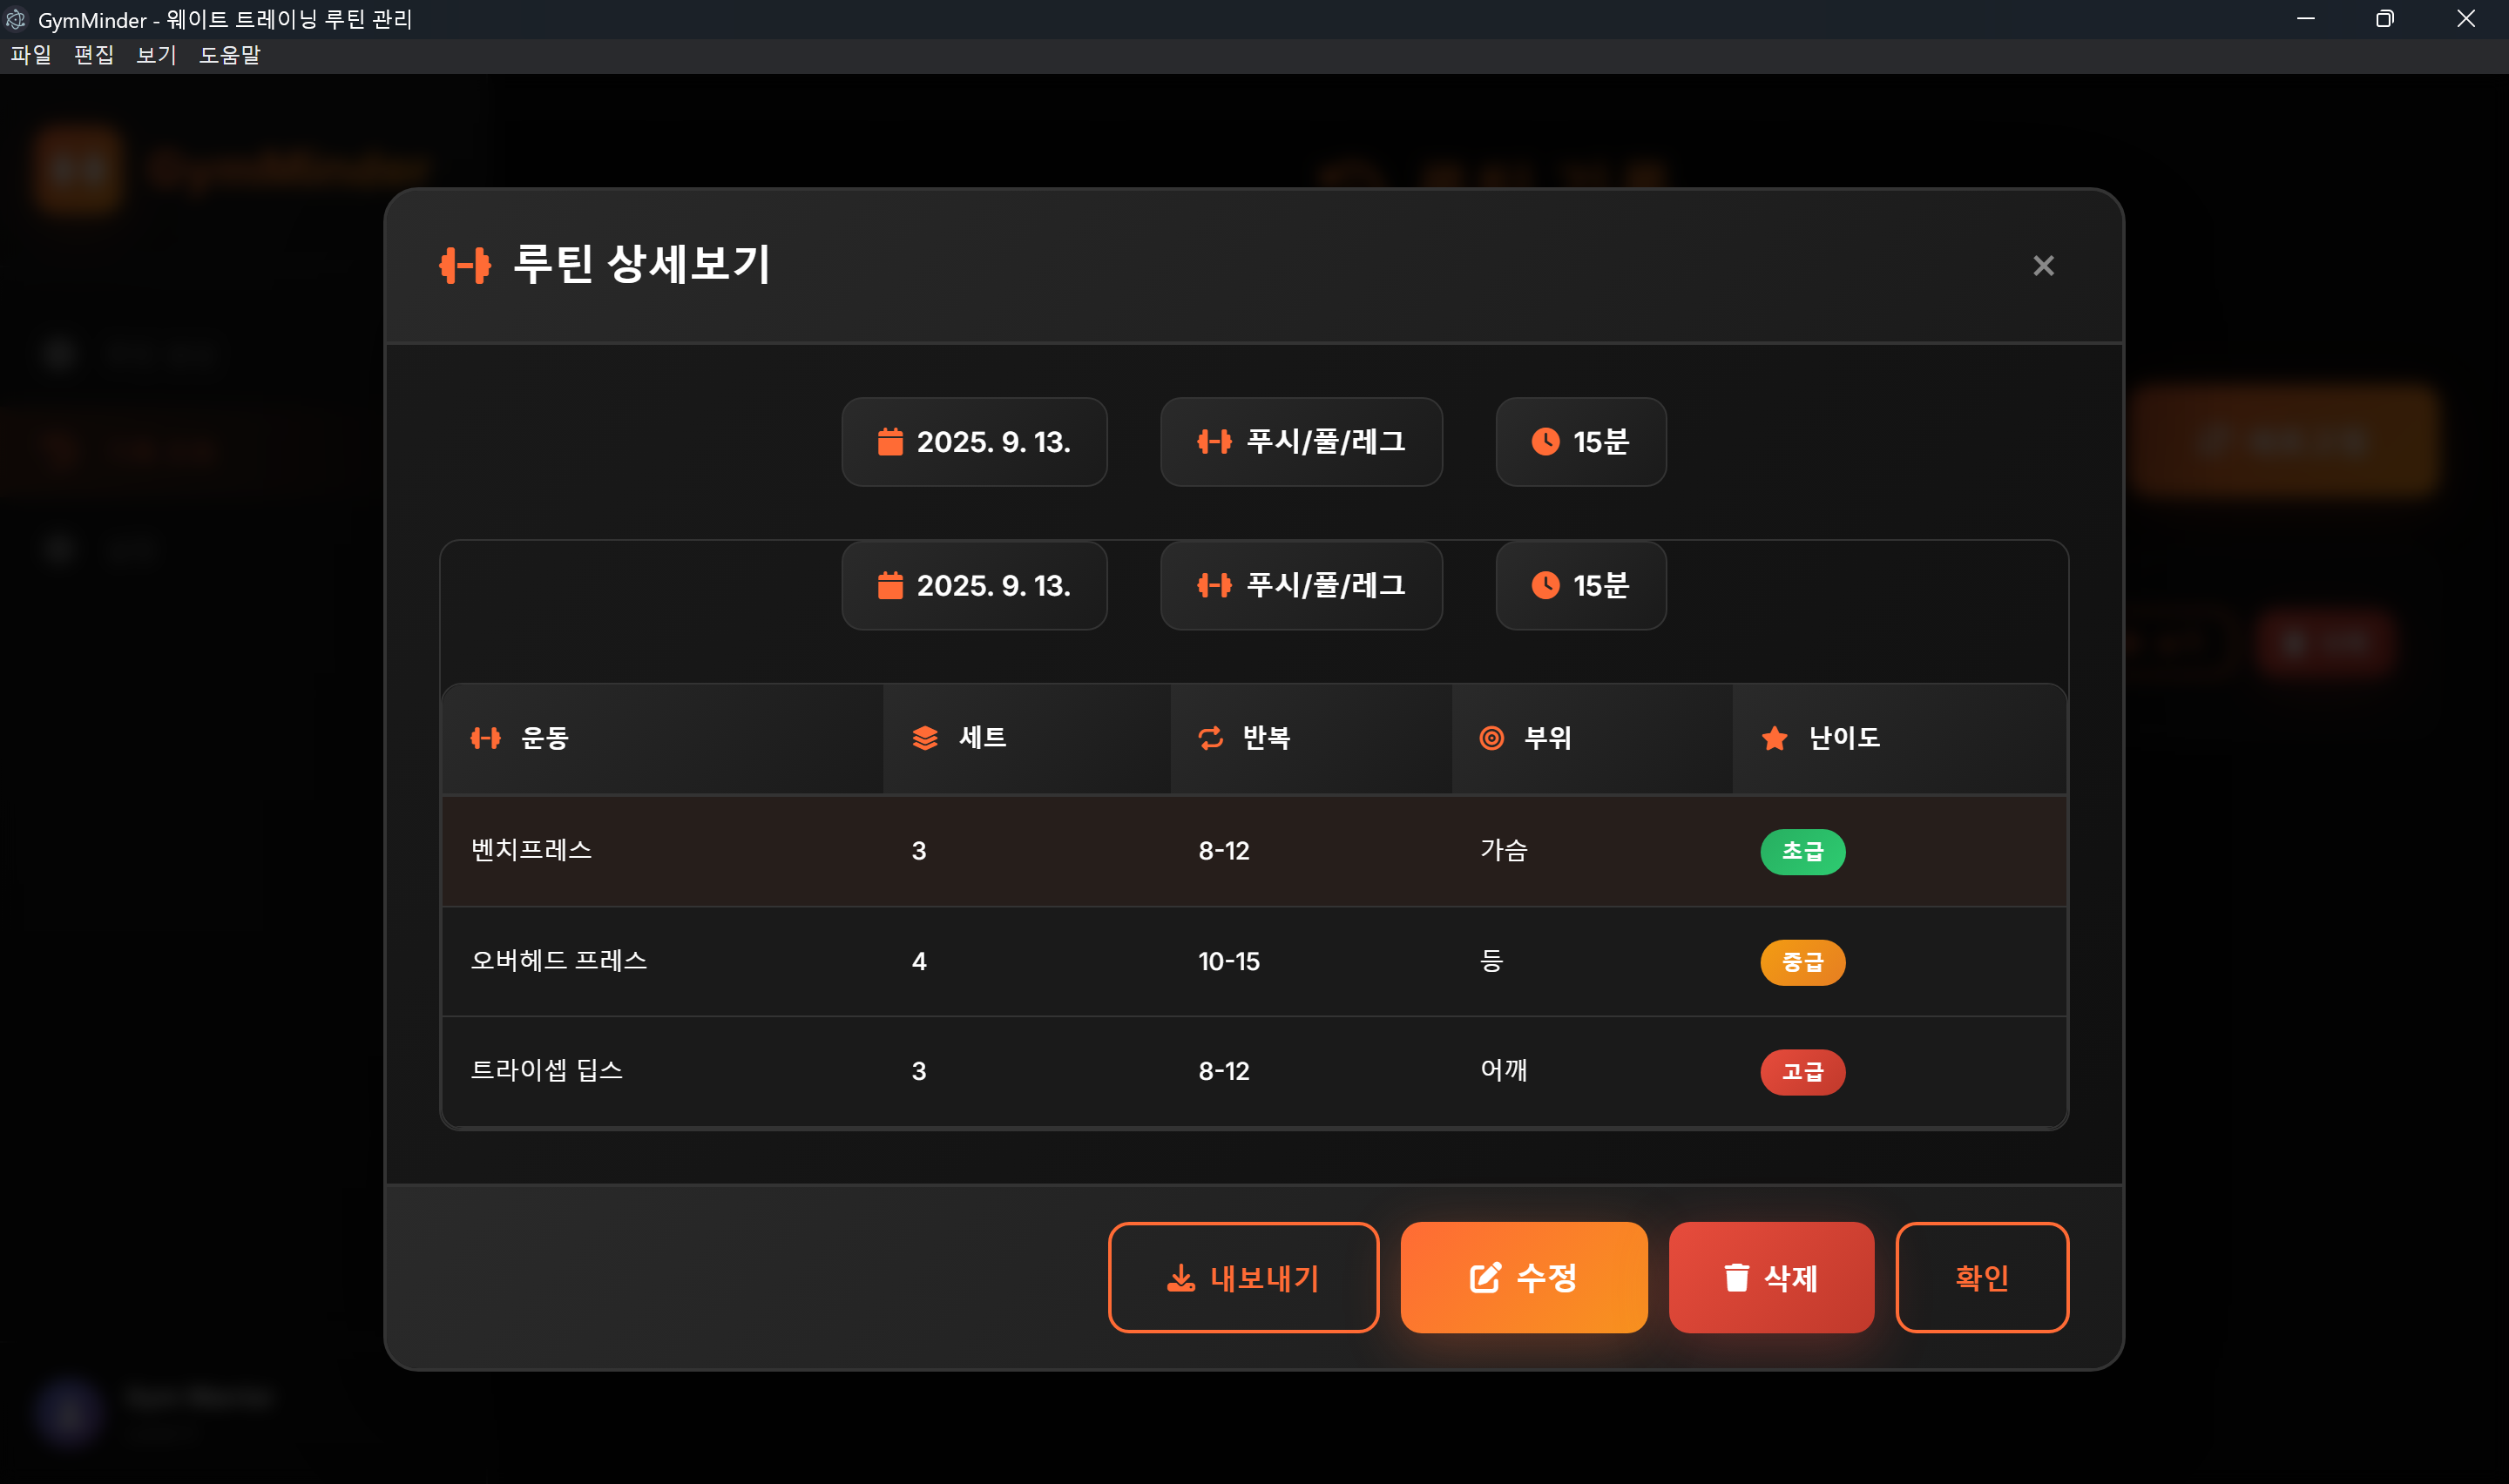 GymMinder - 웨이트 트레이닝 루틴 관리
파일 편집 보기 도움말
GymMinder
루틴 상세보기
2025. 9. 13. 푸시/풀/레그 15분
2025. 9. 13. 푸시/풀/레그 15분
운동 세트 반복 부위 난이도
벤치프레스 3 8-12 가슴 초급
오버헤드 프레스 4 10-15 등 중급
트라이셉 딥스 3 8-12 어깨 고급
내보내기 수정 삭제 확인